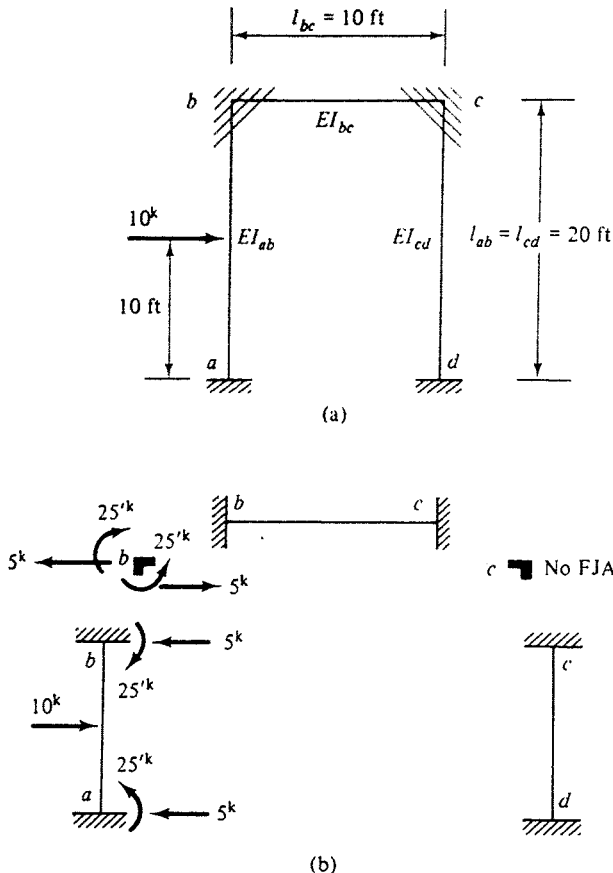 l_bc = 10 ft
b
c
EI_bc
10^k
EI_ab
EI_cd
l_ab = l_cd = 20 ft
10 ft
a
d
(a)
25'^k
b
25'^k
5^k
5^k
b
c
c
No FJA
b
5^k
25'^k
10^k
25'^k
a
5^k
c
d
(b)